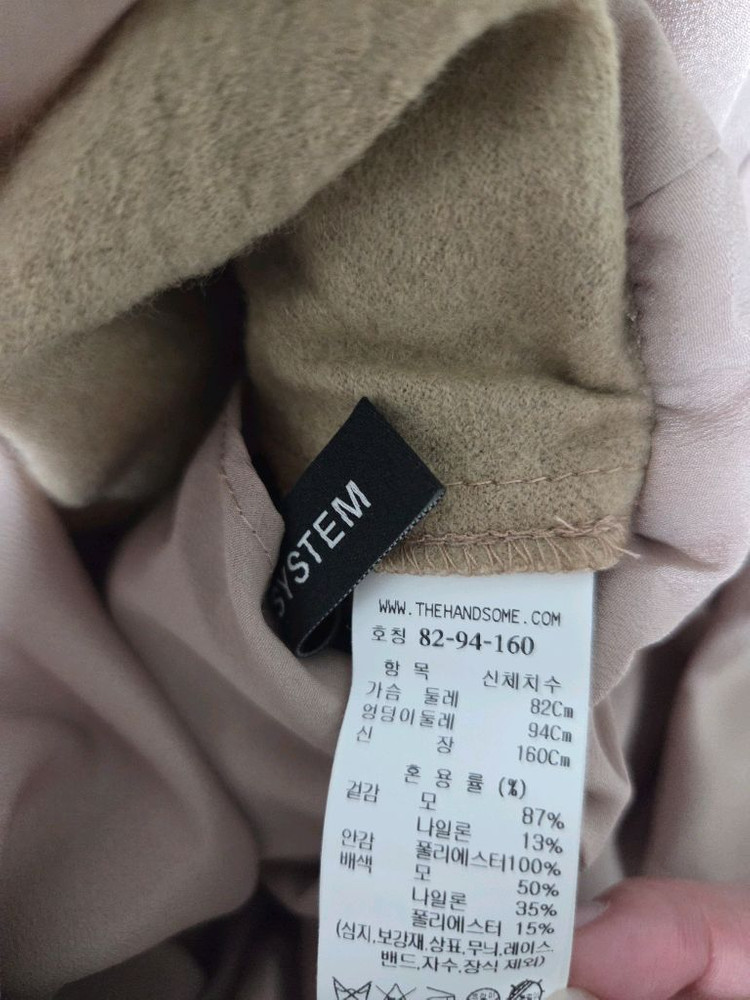 SYSTEM
WWW.THEHANDSOME.COM
호칭 82-94-160
항 목 신체치수
가슴 둘레 82Cm
엉덩이둘레 94Cm
신 장 160Cm
혼 용 률 (%)
겉감 모 87%
나일론 13%
안감 폴리에스터100%
배색 모 50%
나일론 35%
폴리에스터 15%
(심지,보강재,상표,무늬,레이스,
밴드,자수,장식 제외)